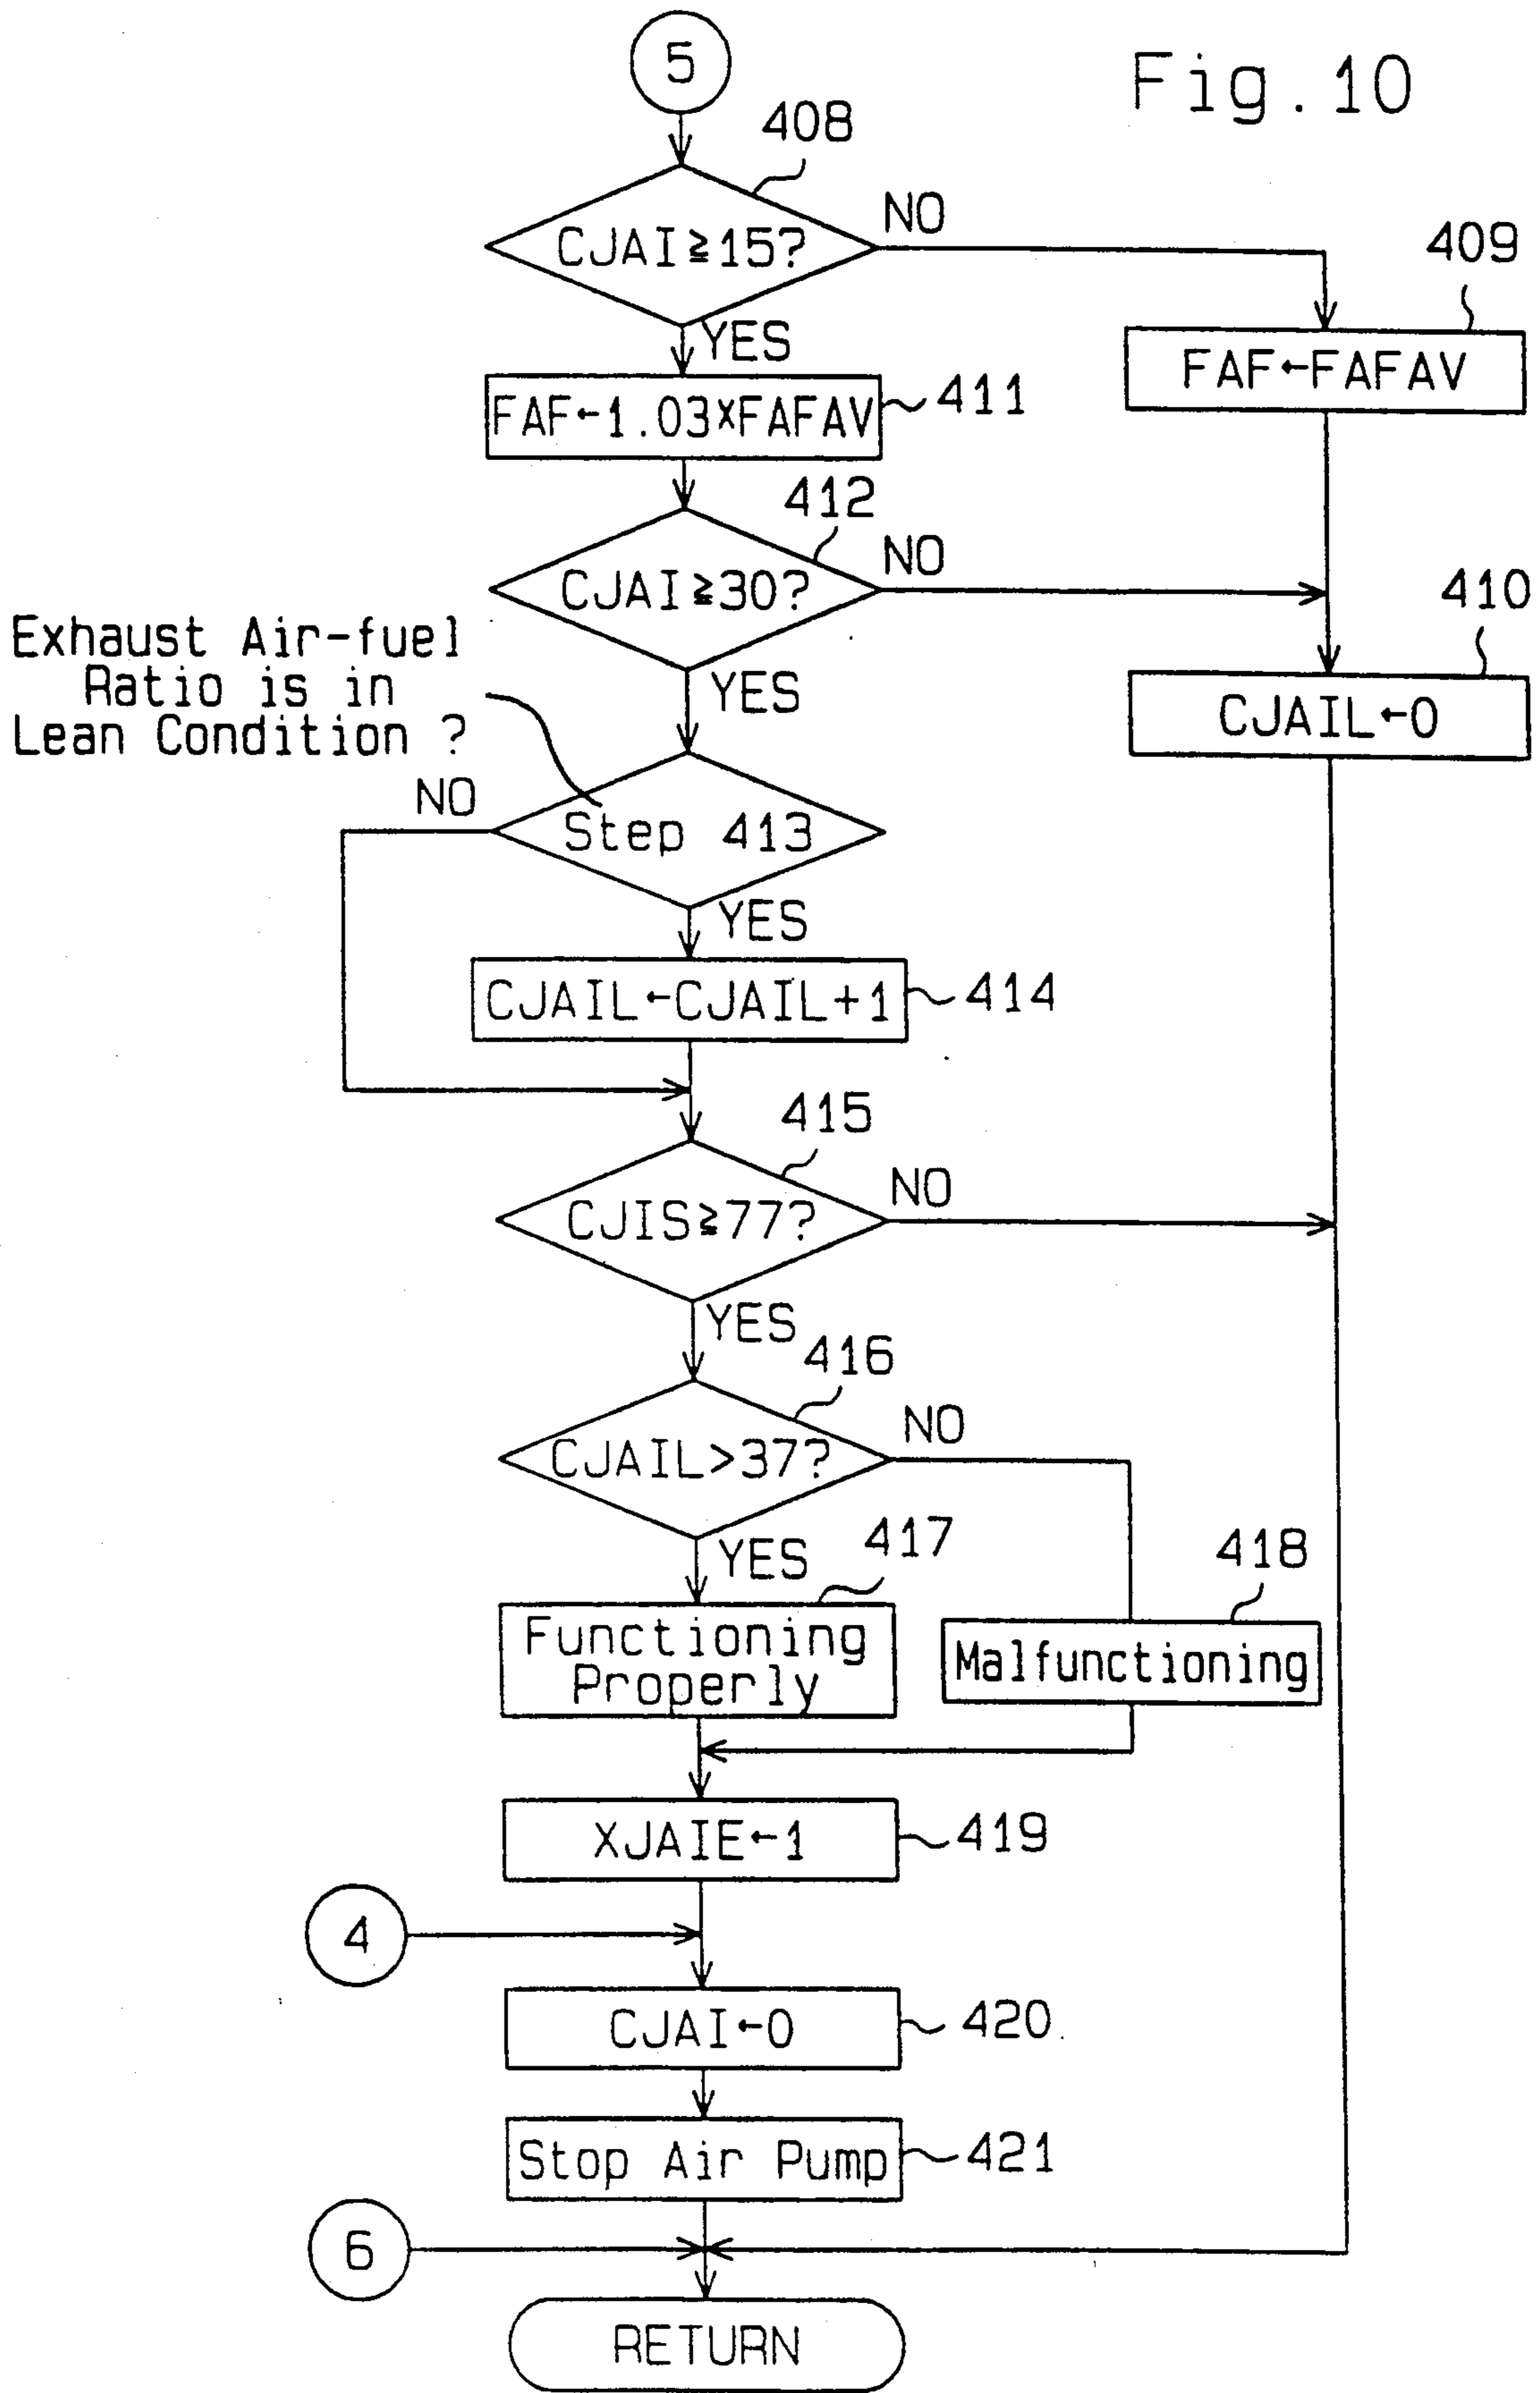 5
Fig. 10
408
CJAI≧15?
NO
409
YES
FAF←FAFAV
FAF←1.03×FAFAV
411
412
CJAI≧30?
NO
410
Exhaust Air-fuel
Ratio is in
Lean Condition ?
YES
CJAIL←0
NO
Step 413
YES
CJAIL←CJAIL+1
414
415
CJIS≧77?
NO
YES
416
CJAIL>37?
NO
YES
417
418
Functioning
Properly
Malfunctioning
XJAIE←1
419
4
CJAI←0
420
Stop Air Pump
421
6
RETURN